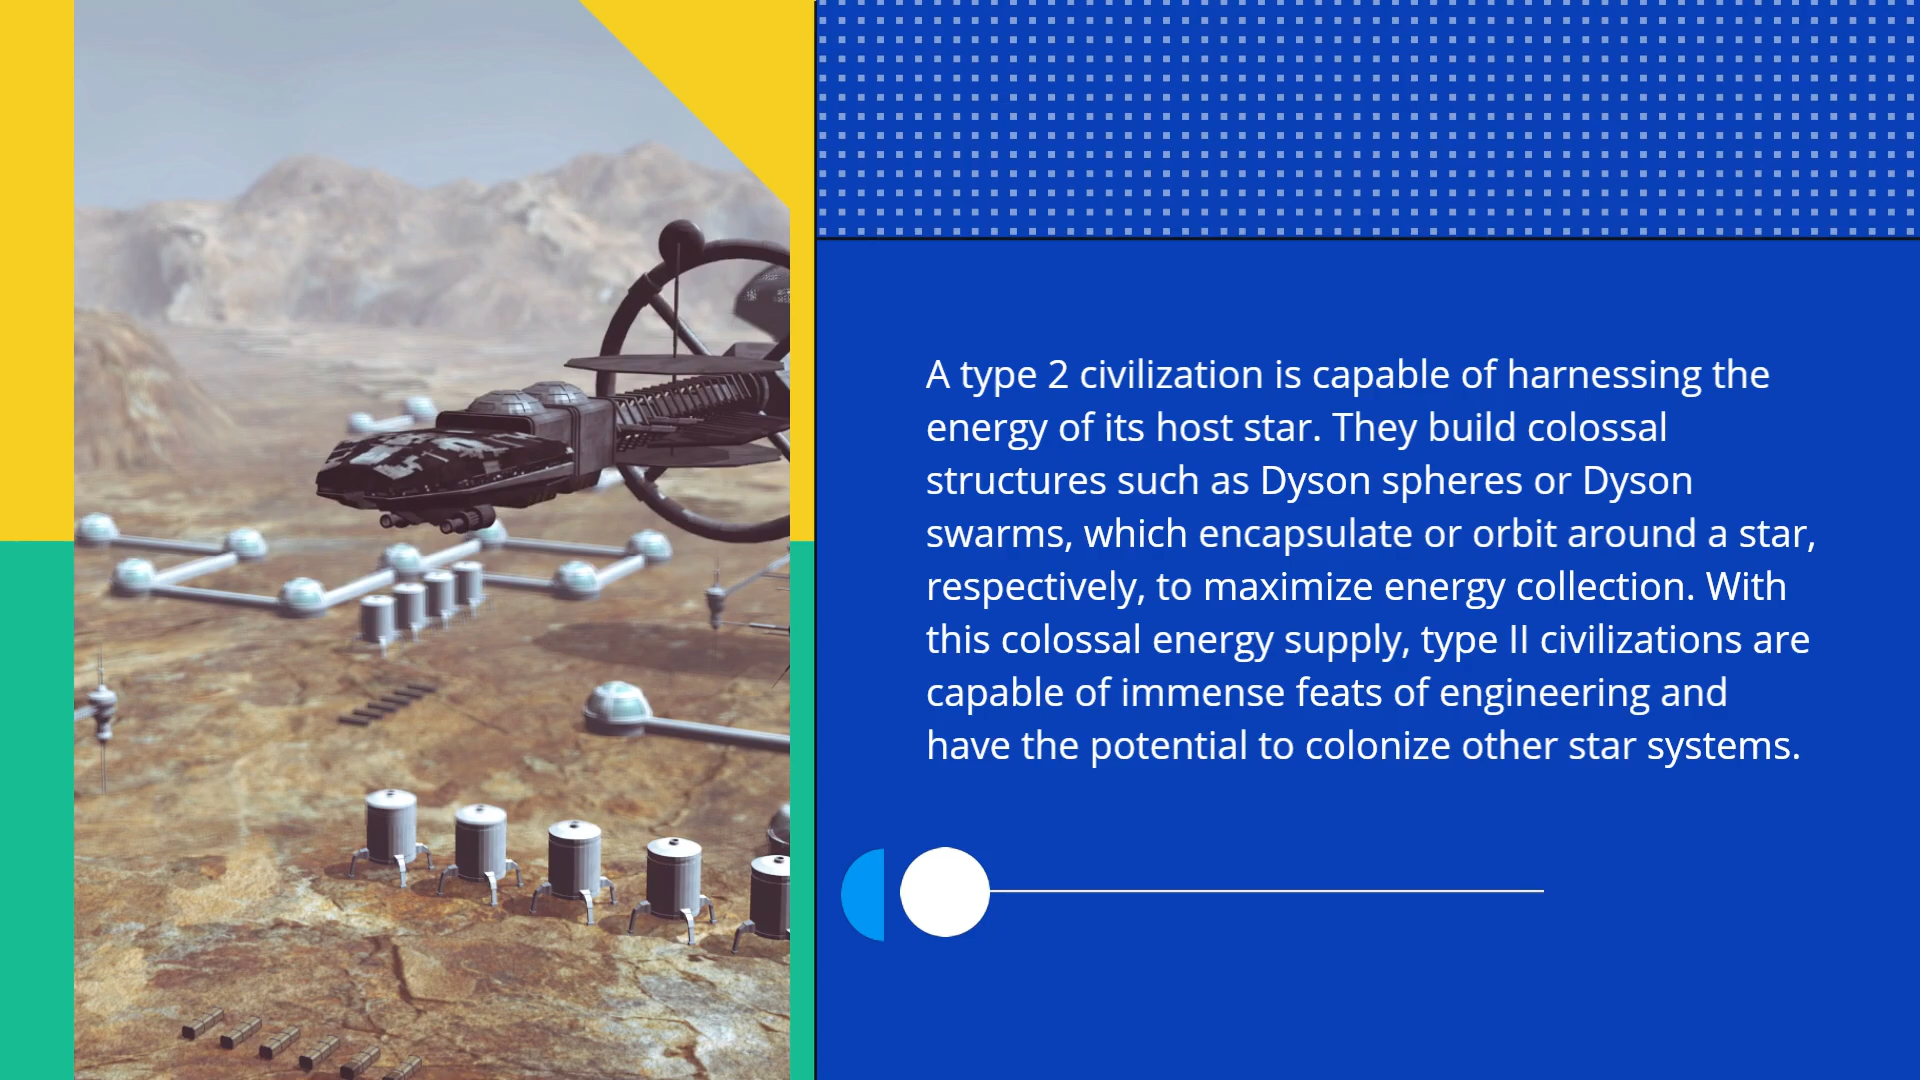 A type 2 civilization is capable of harnessing the
energy of its host star. They build colossal
structures such as Dyson spheres or Dyson
swarms, which encapsulate or orbit around a star,
respectively, to maximize energy collection. With
this colossal energy supply, type II civilizations are
capable of immense feats of engineering and
have the potential to colonize other star systems.